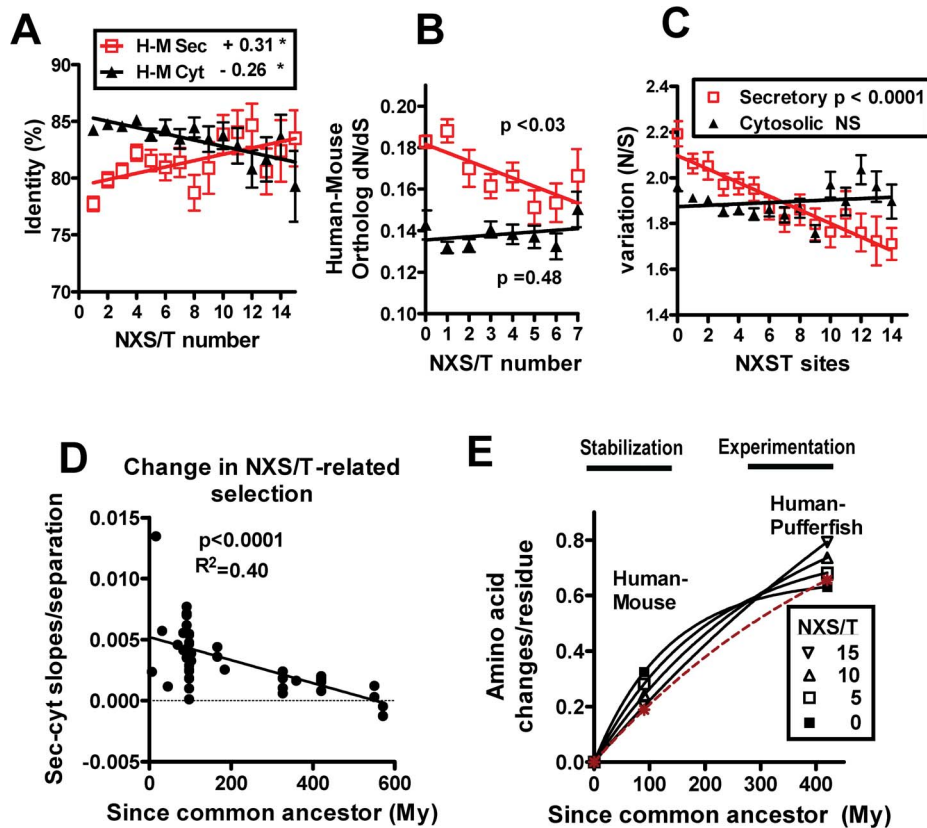 A
H-M Sec + 0.31 *
H-M Cyt - 0.26 *
90
85
80
75
70
Identity (%)
0 2 4 6 8 10 12 14
NXS/T number
B
p <0.03
p =0.48
0.20
0.18
0.16
0.14
0.12
0.10
Human-Mouse
Ortholog dN/dS
0 1 2 3 4 5 6 7
NXS/T number
C
Secretory p < 0.0001
Cytosolic NS
2.4
2.2
2.0
1.8
1.6
1.4
variation (N/S)
0 2 4 6 8 10 12 14
NXST sites
D
Change in NXS/T-related
selection
p<0.0001
R²=0.40
0.015
0.010
0.005
0.000
-0.005
Sec-cyt slopes/separation
0 200 400 600
Since common ancestor (My)
E
Stabilization Experimentation
Human-
Pufferfish
Human-
Mouse
NXS/T
15
10
5
0
0.8
0.6
0.4
0.2
0.0
Amino acid
changes/residue
0 100 200 300 400
Since common ancestor (My)